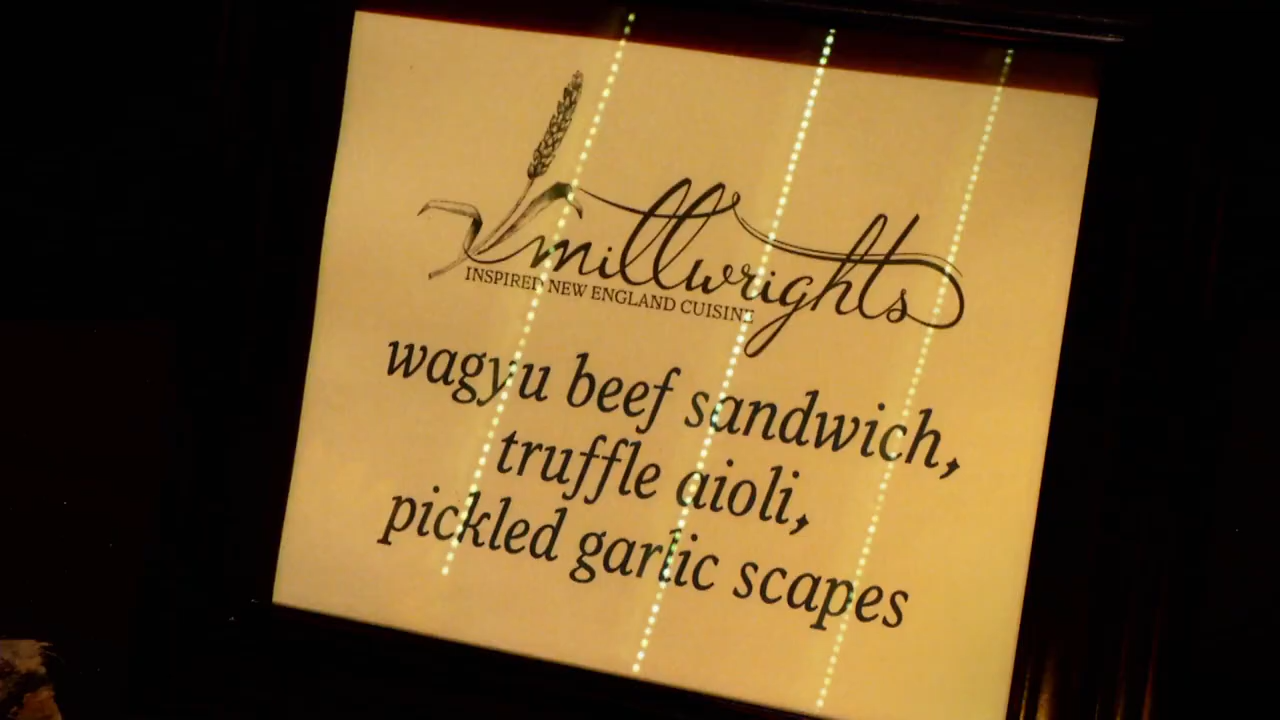 millwrights
INSPIRED NEW ENGLAND CUISINE
wagyu beef sandwich,
truffle aioli,
pickled garlic scapes